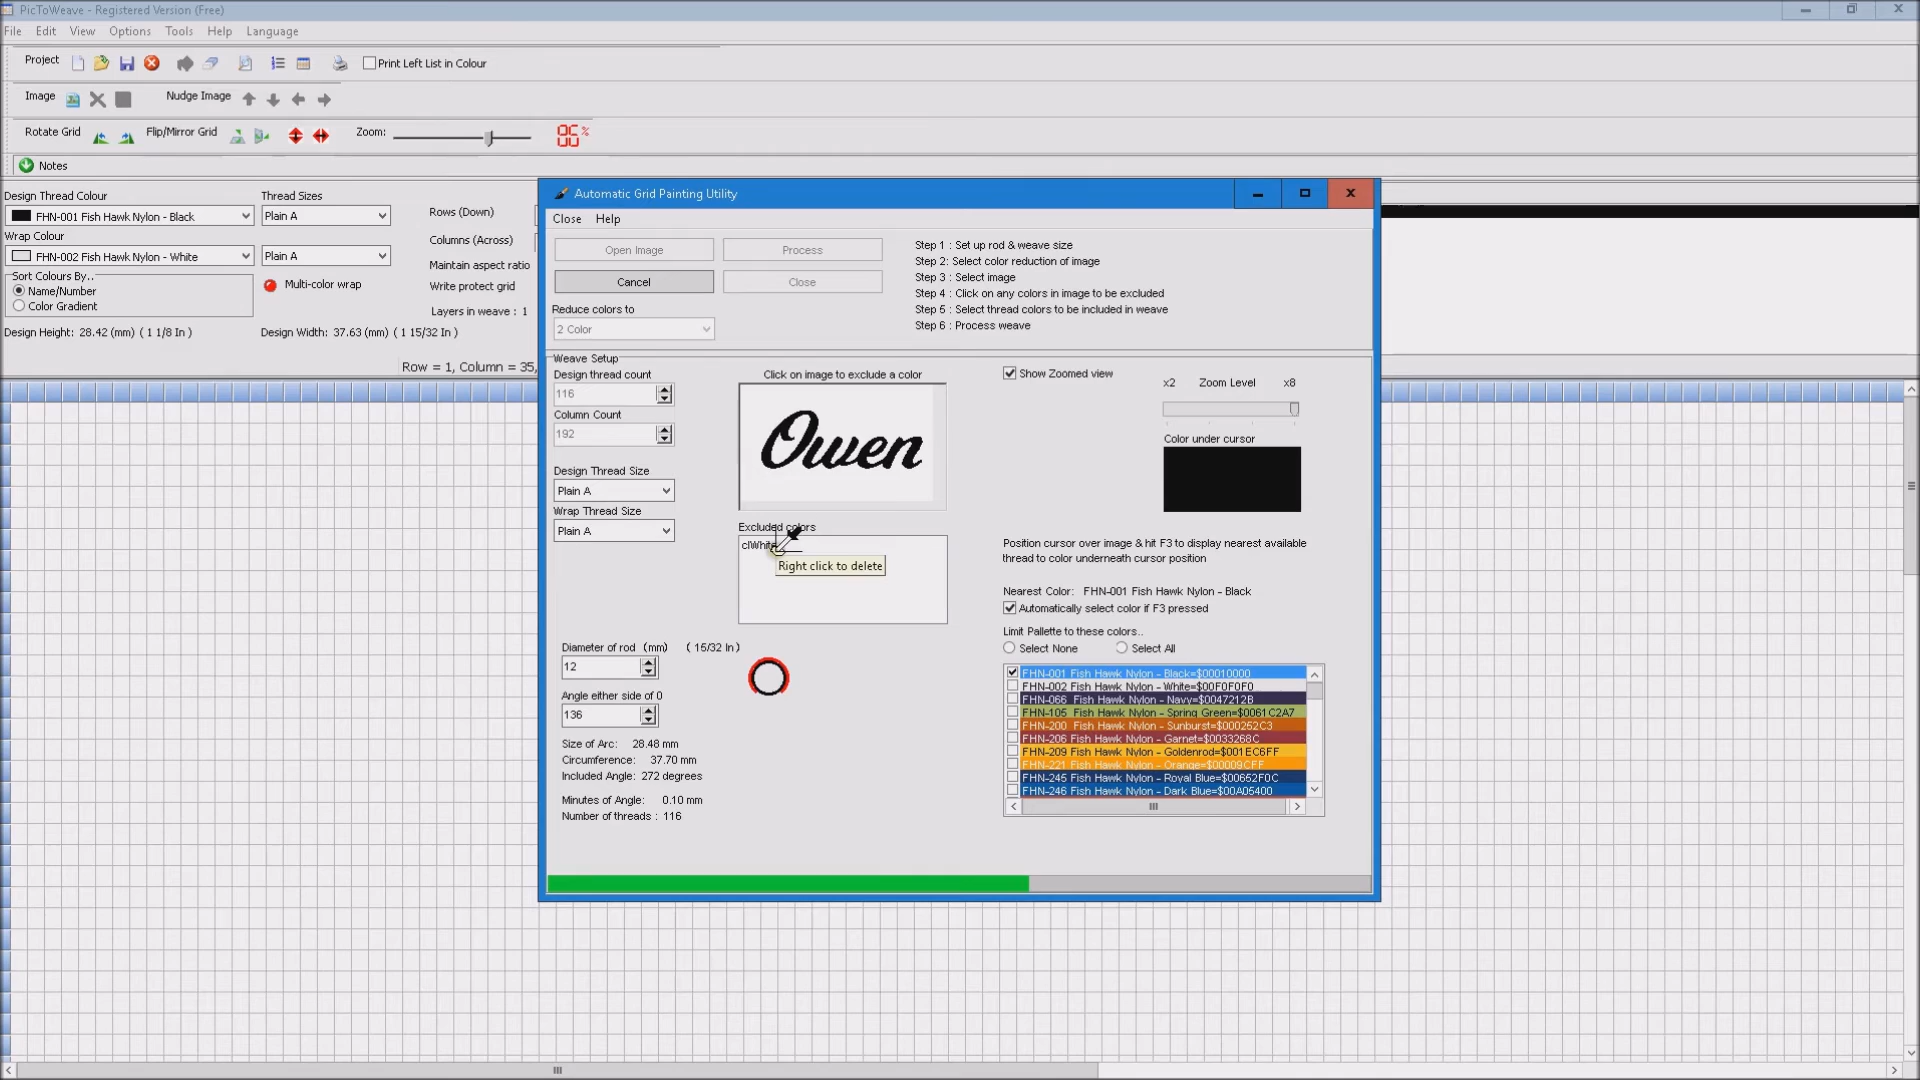 PicToWeave - Registered Version (Free)
File Edit View Options Tools Help Language
Project Print Left List in Colour
Image Nudge Image
Rotate Grid Flip/Mirror Grid Zoom: 95 %
Notes
Design Thread Colour Thread Sizes
FHN-001 Fish Hawk Nylon - Black Plain A Rows (Down)
Wrap Colour Columns (Across)
FHN-002 Fish Hawk Nylon - White Plain A Maintain aspect ratio
Sort Colours By..
Name/Number Multi-color wrap Write protect grid
Color Gradient Layers in weave : 1
Design Height: 28.42 (mm) ( 1 1/8 In ) Design Width: 37.63 (mm) ( 1 15/32 In )
Row = 1, Column = 35,
Automatic Grid Painting Utility
Close Help
Open Image Process
Cancel Close
Reduce colors to
2 Color
Step 1 : Set up rod & weave size
Step 2: Select color reduction of image
Step 3 : Select image
Step 4 : Click on any colors in image to be excluded
Step 5 : Select thread colors to be included in weave
Step 6 : Process weave
Weave Setup
Design thread count
116
Column Count
192
Design Thread Size
Plain A
Wrap Thread Size
Plain A
Click on image to exclude a color
Owen
Excluded colors
clWhite
Right click to delete
Show Zoomed view
x2 Zoom Level x8
Color under cursor
Position cursor over image & hit F3 to display nearest available
thread to color underneath cursor position
Nearest Color: FHN-001 Fish Hawk Nylon - Black
Automatically select color if F3 pressed
Limit Pallette to these colors..
Select None Select All
FHN-001 Fish Hawk Nylon - Black=$00010000
FHN-002 Fish Hawk Nylon - White=$00F0F0F0
FHN-066 Fish Hawk Nylon - Navy=$0047212B
FHN-105 Fish Hawk Nylon - Spring Green=$0061C2A7
FHN-200 Fish Hawk Nylon - Sunburst=$000252C3
FHN-206 Fish Hawk Nylon - Garnet=$0033268C
FHN-209 Fish Hawk Nylon - Goldenrod=$001EC6FF
FHN-221 Fish Hawk Nylon - Orange=$00009CFF
FHN-245 Fish Hawk Nylon - Royal Blue=$00652F0C
FHN-246 Fish Hawk Nylon - Dark Blue=$00A05400
Diameter of rod (mm) ( 15/32 In )
12
Angle either side of 0
136
Size of Arc: 28.48 mm
Circumference: 37.70 mm
Included Angle: 272 degrees
Minutes of Angle: 0.10 mm
Number of threads : 116